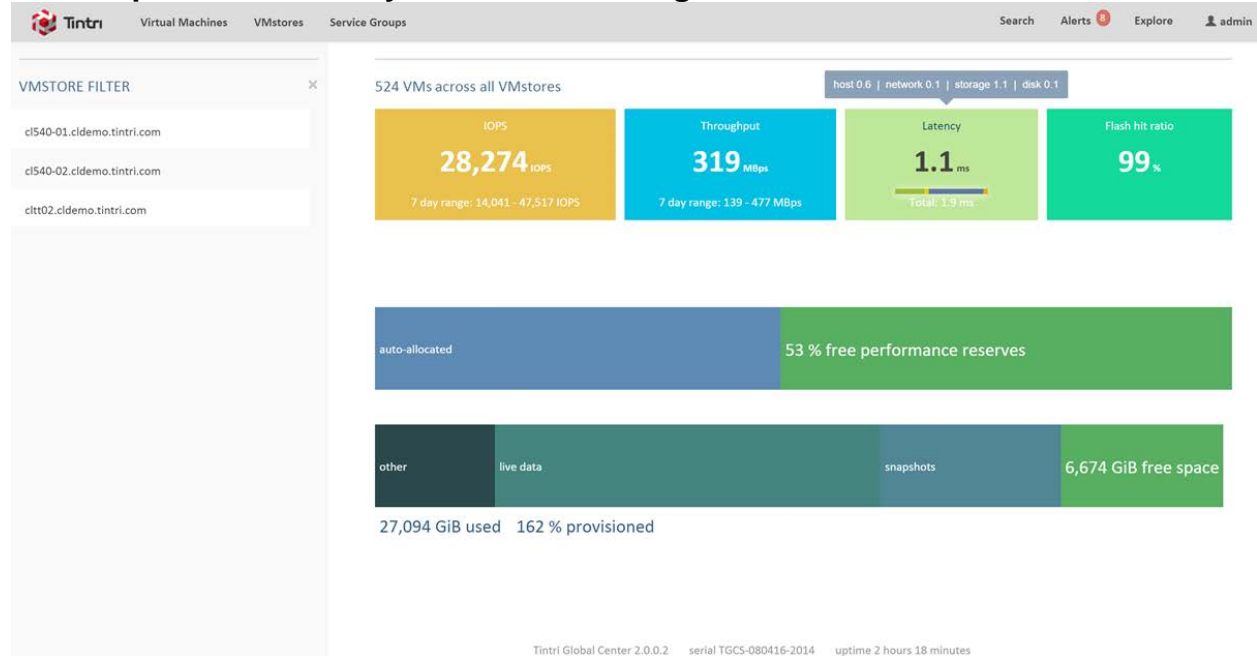 Tintri Virtual Machines VMstores Service Groups Search Alerts 8 Explore admin
VMSTORE FILTER ×
cl540-01.cldemo.tintri.com
cl540-02.cldemo.tintri.com
cltt02.cldemo.tintri.com
524 VMs across all VMstores
host 0.6 | network 0.1 | storage 1.1 | disk 0.1
IOPS
28,274 IOPS
7 day range: 14,041 - 47,517 IOPS
Throughput
319 MBps
7 day range: 139 - 477 MBps
Latency
1.1 ms
Total: 1.9 ms
Flash hit ratio
99 %
auto-allocated 53 % free performance reserves
other live data snapshots 6,674 GiB free space
27,094 GiB used 162 % provisioned
Tintri Global Center 2.0.0.2 serial TGCS-080416-2014 uptime 2 hours 18 minutes